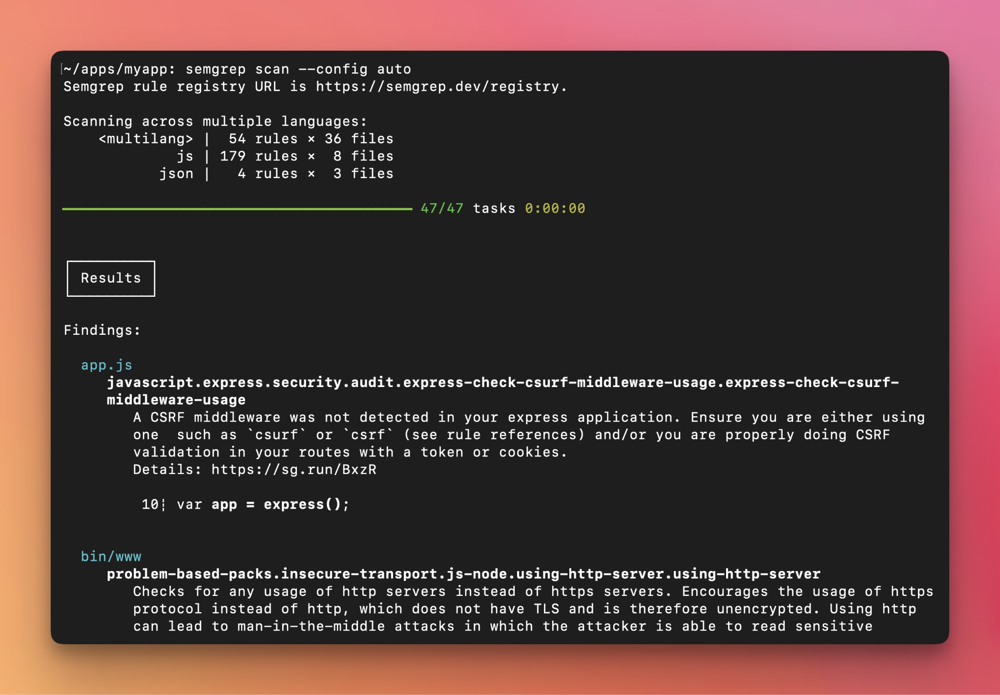 ~/apps/myapp: semgrep scan --config auto
Semgrep rule registry URL is https://semgrep.dev/registry.
Scanning across multiple languages:
<multilang> |  54 rules × 36 files
js | 179 rules ×  8 files
json |   4 rules ×  3 files
47/47 tasks 0:00:00
Results
Findings:
app.js
javascript.express.security.audit.express-check-csurf-middleware-usage.express-check-csurf-
middleware-usage
A CSRF middleware was not detected in your express application. Ensure you are either using
one  such as `csurf` or `csrf` (see rule references) and/or you are properly doing CSRF
validation in your routes with a token or cookies.
Details: https://sg.run/BxzR
10┆ var app = express();
bin/www
problem-based-packs.insecure-transport.js-node.using-http-server.using-http-server
Checks for any usage of http servers instead of https servers. Encourages the usage of https
protocol instead of http, which does not have TLS and is therefore unencrypted. Using http
can lead to man-in-the-middle attacks in which the attacker is able to read sensitive